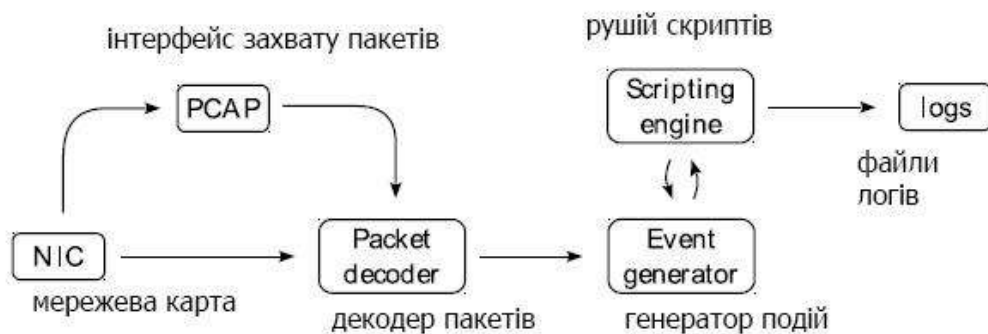 інтерфейс захвату пакетів
рушій скриптів
PCAP
Scripting
engine
logs
файли
логів
NIC
Packet
decoder
Event
generator
мережева карта
декодер пакетів
генератор подій